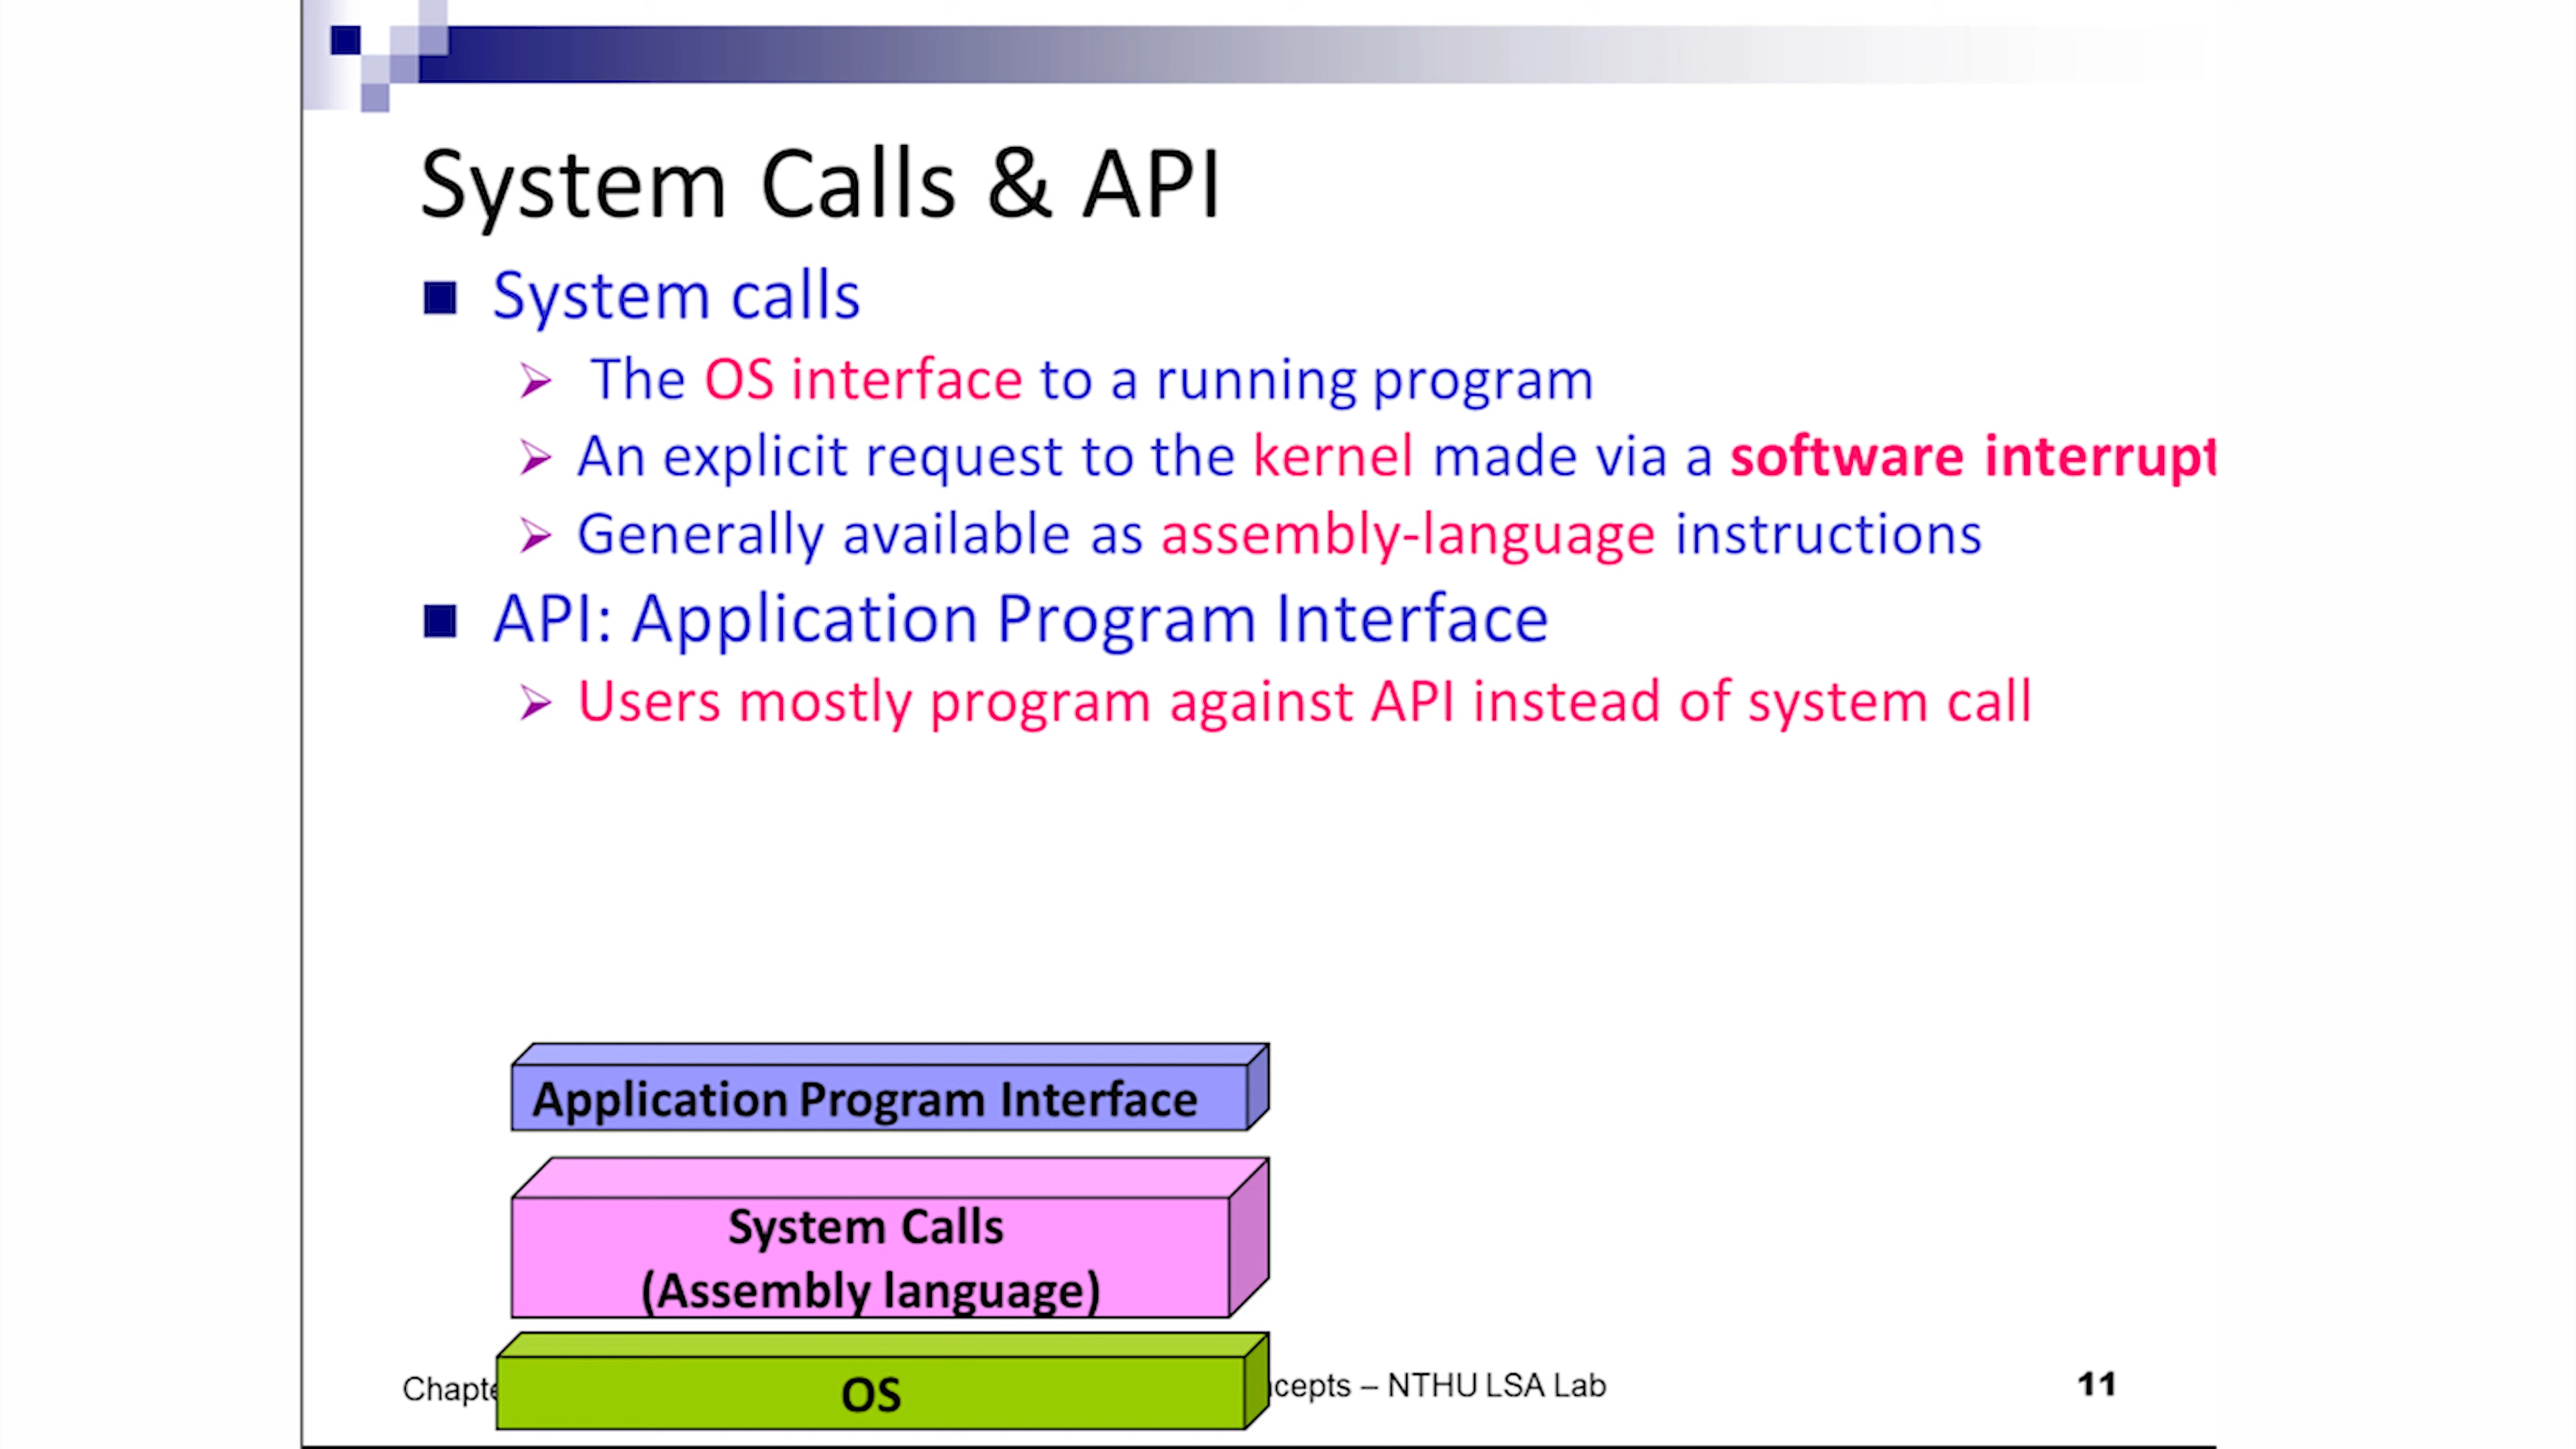 System Calls & API
System calls
The OS interface to a running program
An explicit request to the kernel made via a software interrupt
Generally available as assembly-language instructions
API: Application Program Interface
Users mostly program against API instead of system call
Application Program Interface
System Calls
(Assembly language)
OS
– NTHU LSA Lab
11